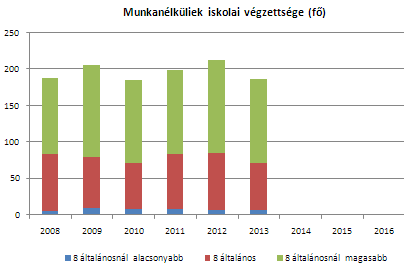 Munkanélküliek iskolai végzettsége (fő)
250
200
150
100
50
0
2008 2009 2010 2011 2012 2013 2014 2015 2016
8 általánosnál alacsonyabb 8 általános 8 általánosnál magasabb